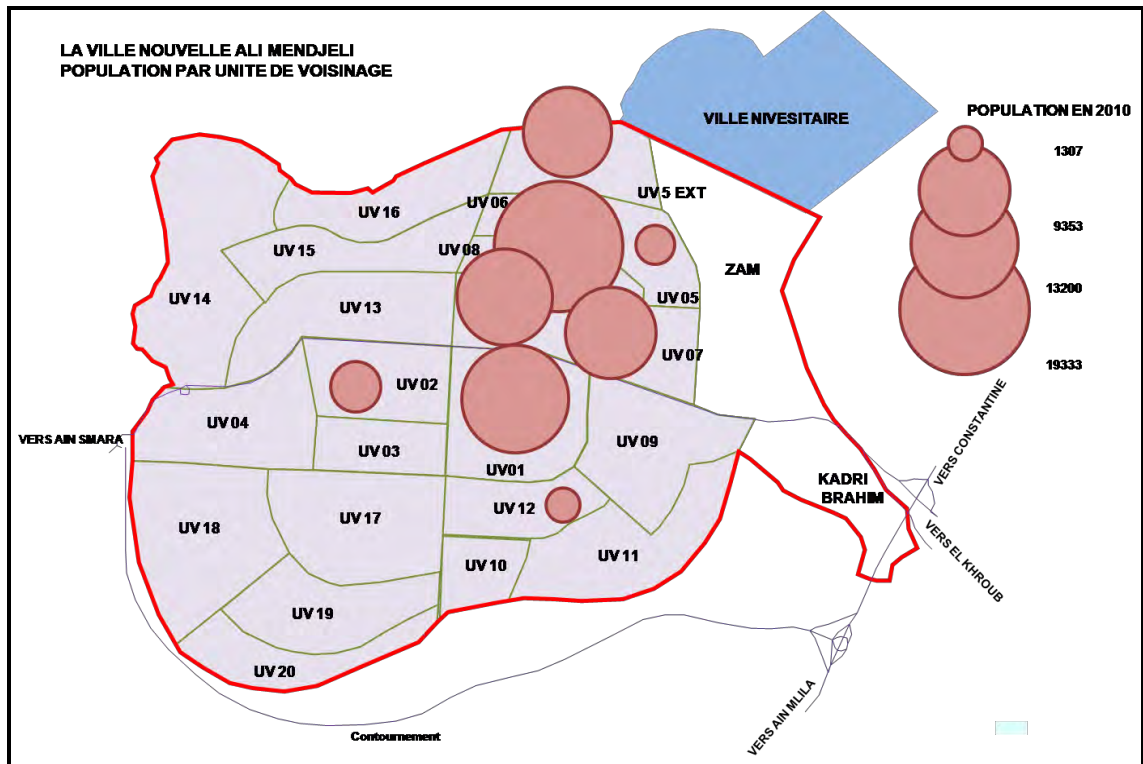 LA VILLE NOUVELLE ALI MENDJELI
POPULATION PAR UNITE DE VOISINAGE
VILLE NIVESITAIRE
POPULATION EN 2010
1307
9353
13200
19333
UV 5 EXT
UV 06
UV 16
UV 08
UV 15
ZAM
UV 14
UV 13
UV 05
UV 07
UV 02
UV 04
VERS AIN SMARA
UV 03
UV 09
UV01
VERS CONSTANTINE
KADRI
BRAHIM
UV 12
UV 17
UV 18
UV 11
UV 10
VERS EL KHROUB
UV 19
UV 20
VERS AIN MLILA
Contournement